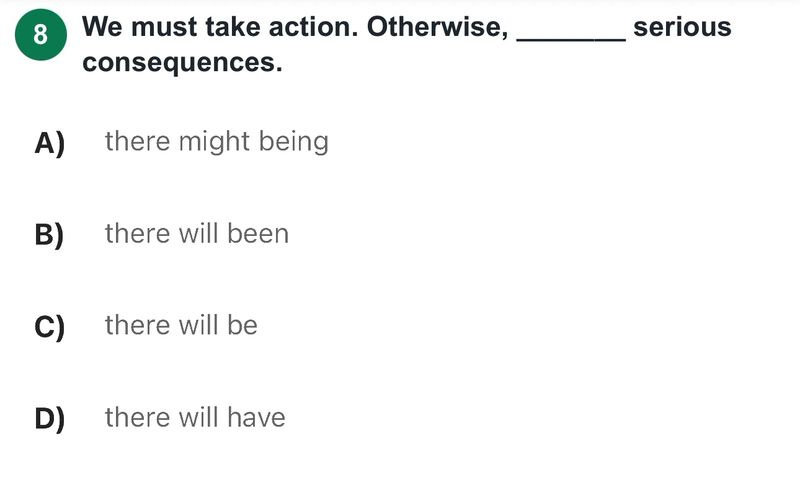 8 We must take action. Otherwise, _______ serious
consequences.
A) there might being
B) there will been
C) there will be
D) there will have